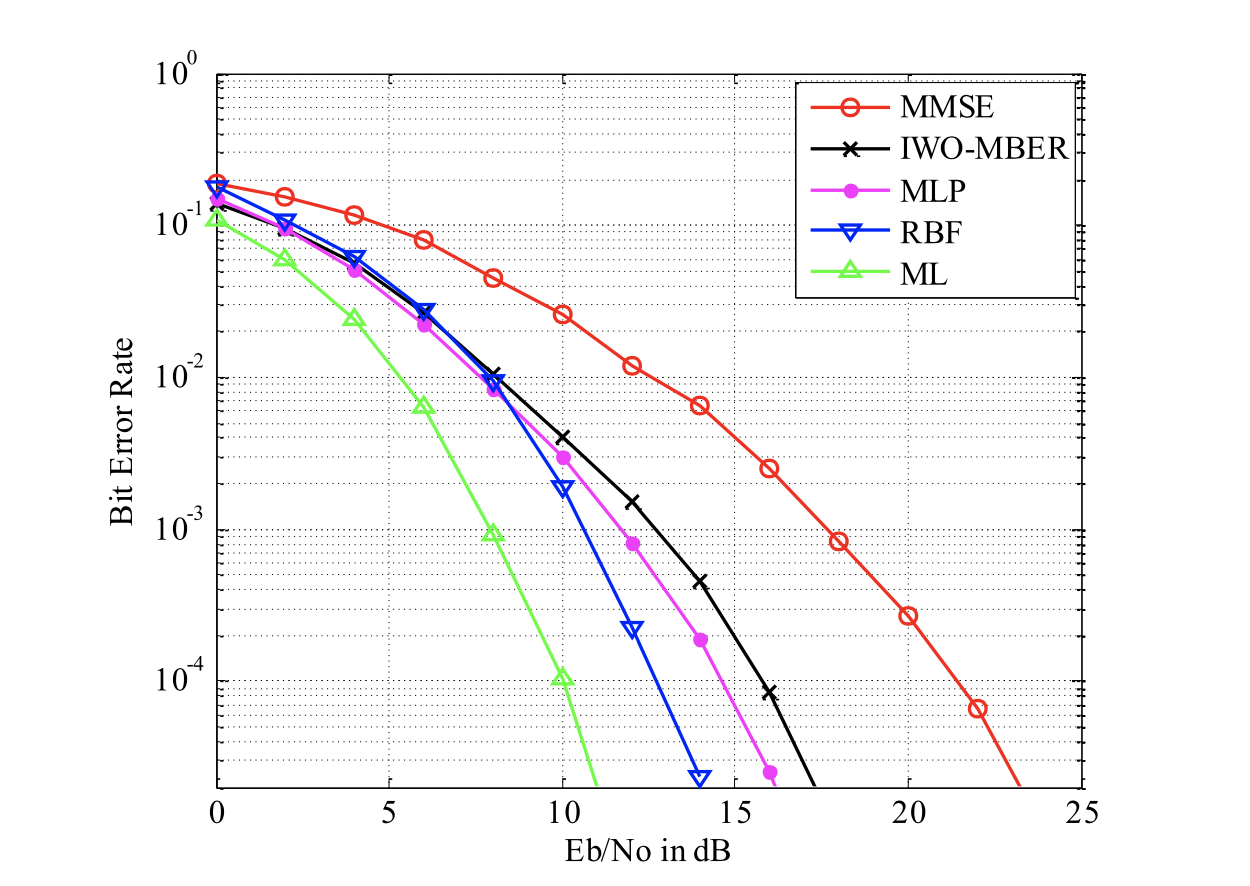 10^0
10^-1
10^-2
10^-3
10^-4
Bit Error Rate
MMSE
IWO-MBER
MLP
RBF
ML
0 5 10 15 20 25
Eb/No in dB